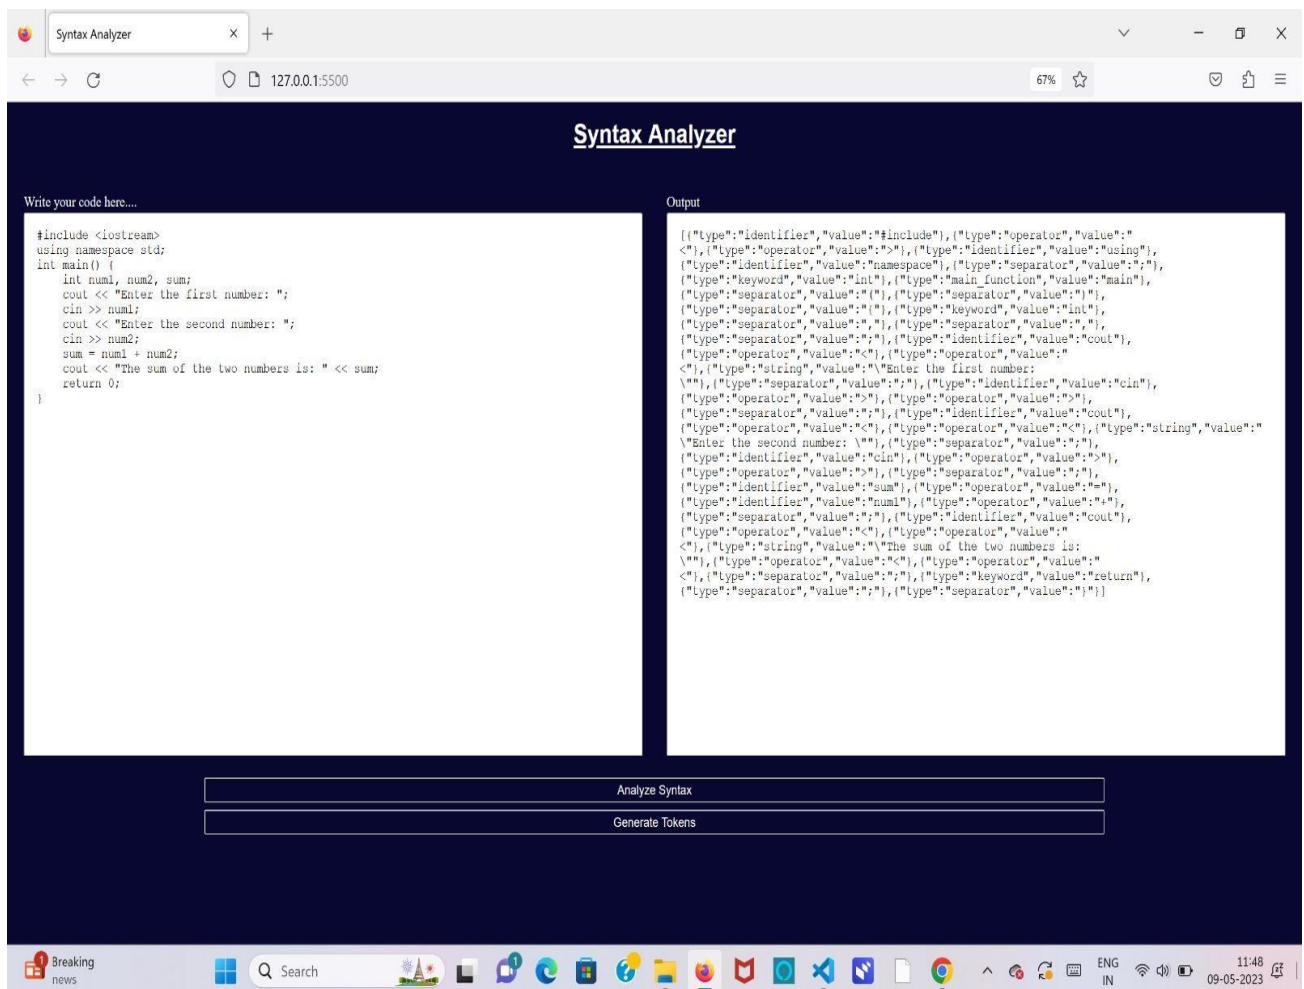 Syntax Analyzer
127.0.0.1:5500
67%
Syntax Analyzer
Write your code here....
#include <iostream>
using namespace std;
int main() {
    int num1, num2, sum;
    cout << "Enter the first number: ";
    cin >> num1;
    cout << "Enter the second number: ";
    cin >> num2;
    sum = num1 + num2;
    cout << "The sum of the two numbers is: " << sum;
    return 0;
}
Output
[{"type":"identifier","value":"#include"},{"type":"operator","value":"
<"},{"type":"operator","value":">"},{"type":"identifier","value":"using"},
{"type":"identifier","value":"namespace"},{"type":"separator","value":";"},
{"type":"keyword","value":"int"},{"type":"main_function","value":"main"},
{"type":"separator","value":"("},{"type":"separator","value":")"},
{"type":"separator","value":"{"},{"type":"keyword","value":"int"},
{"type":"separator","value":","},{"type":"separator","value":","},
{"type":"separator","value":";"},{"type":"identifier","value":"cout"},
{"type":"operator","value":"<"},{"type":"operator","value":"
<"},{"type":"string","value":"\"Enter the first number:
\""},{"type":"separator","value":";"},{"type":"identifier","value":"cin"},
{"type":"operator","value":">"},{"type":"operator","value":">"},
{"type":"separator","value":";"},{"type":"identifier","value":"cout"},
{"type":"operator","value":"<"},{"type":"operator","value":"<"},{"type":"string","value":"
\"Enter the second number: \""},{"type":"separator","value":";"},
{"type":"identifier","value":"cin"},{"type":"operator","value":">"},
{"type":"operator","value":">"},{"type":"separator","value":";"},
{"type":"identifier","value":"sum"},{"type":"operator","value":"="},
{"type":"identifier","value":"num1"},{"type":"operator","value":"+"},
{"type":"separator","value":";"},{"type":"identifier","value":"cout"},
{"type":"operator","value":"<"},{"type":"operator","value":"
<"},{"type":"string","value":"\"The sum of the two numbers is:
\""},{"type":"operator","value":"<"},{"type":"operator","value":"
<"},{"type":"separator","value":";"},{"type":"keyword","value":"return"},
{"type":"separator","value":";"},{"type":"separator","value":"}"}]
Analyze Syntax
Generate Tokens
1
Breaking
news
Search
1
ENG
IN
11:48
09-05-2023